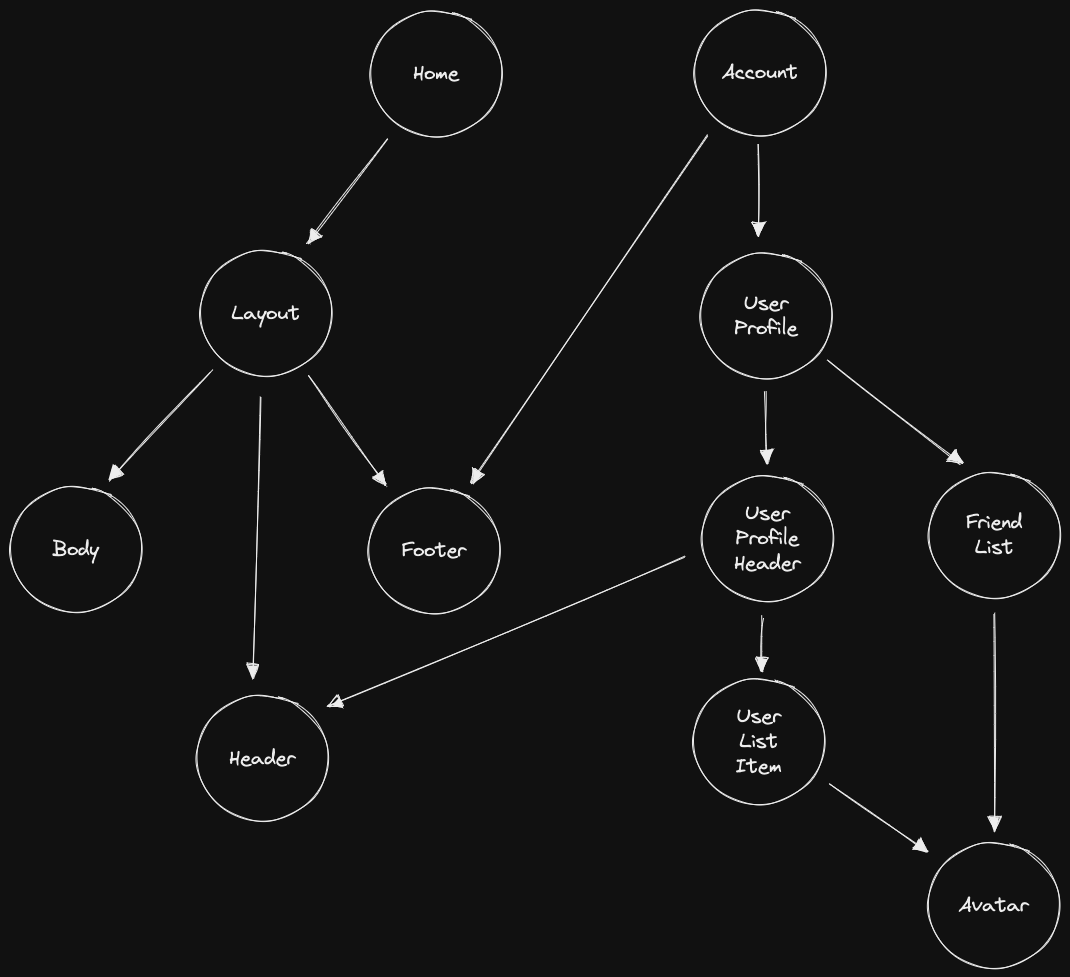 Home
Account
Layout
User
Profile
Body
Footer
User
Profile
Header
Friend
List
Header
User
List
Item
Avatar